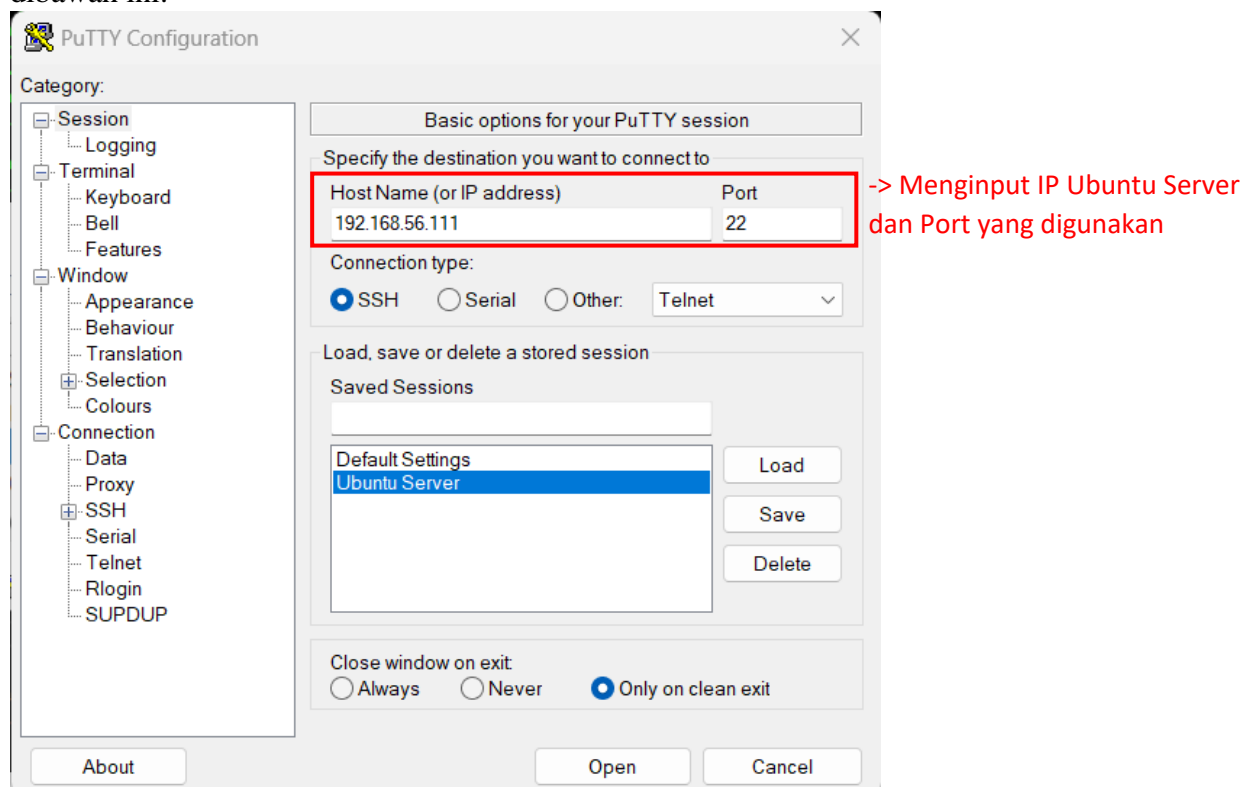 dibawah ini:
PuTTY Configuration
Category:
Session
Logging
Terminal
Keyboard
Bell
Features
Window
Appearance
Behaviour
Translation
Selection
Colours
Connection
Data
Proxy
SSH
Serial
Telnet
Rlogin
SUPDUP
Basic options for your PuTTY session
Specify the destination you want to connect to
Host Name (or IP address) Port
192.168.56.111 22
Connection type:
SSH Serial Other: Telnet
Load, save or delete a stored session
Saved Sessions
Default Settings
Ubuntu Server
Load
Save
Delete
Close window on exit:
Always Never Only on clean exit
About Open Cancel
-> Menginput IP Ubuntu Server
dan Port yang digunakan